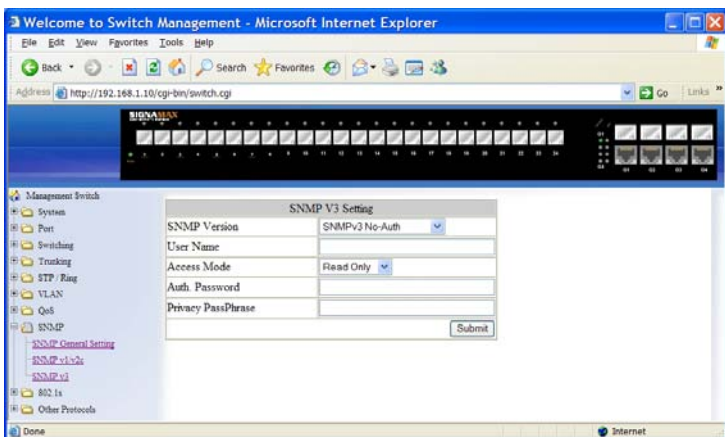 Welcome to Switch Management - Microsoft Internet Explorer
File Edit View Favorites Tools Help
Back Search Favorites
Address http://192.168.1.10/cgi-bin/switch.cgi Go Links »
SIGNAMAX
Management Switch
System
Port
Switching
Trunking
STP / Ring
VLAN
QoS
SNMP
SNMP General Setting
SNMP v1/v2c
SNMP v3
802.1x
Other Protocols
SNMP V3 Setting
SNMP Version SNMPv3 No-Auth
User Name
Access Mode Read Only
Auth. Password
Privacy PassPhrase
Submit
Done Internet